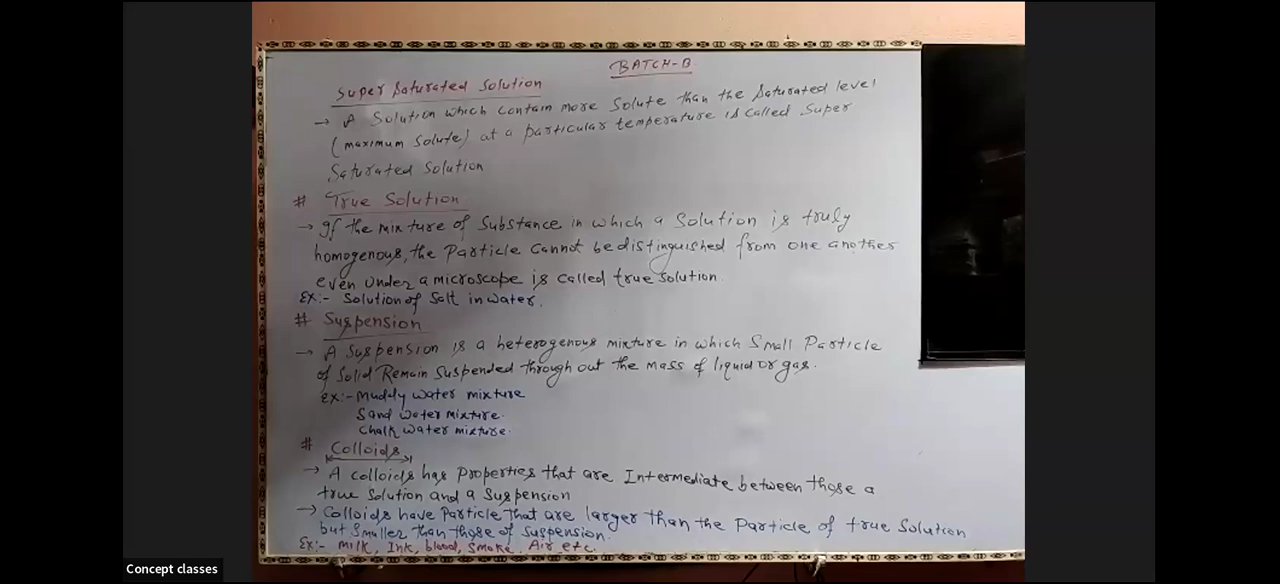 BATCH-B
Super Saturated Solution
→ A Solution which contain more Solute than the Saturated level
(maximum Solute) at a particular temperature is called Super
Saturated Solution
# True Solution
→ If the mixture of Substance in which a Solution is truly
homogenous, the Particle cannot be distinguished from one another
even under a microscope is called true solution.
Ex:- Solution of Salt in water.
# Suspension
→ A Suspension is a heterogenous mixture in which Small Particle
of Solid Remain Suspended through out the mass of liquid or gas.
Ex:- Muddy water mixture
Sand water mixture.
Chalk water mixture.
# Colloids
→ A colloids has Properties that are Intermediate between those a
true Solution and a Suspension
→ Colloids have Particle That are larger than the Particle of true Solution
but Smaller than those of Suspension.
Ex:- milk, Ink, blood, Smoke, Air etc.
Concept classes